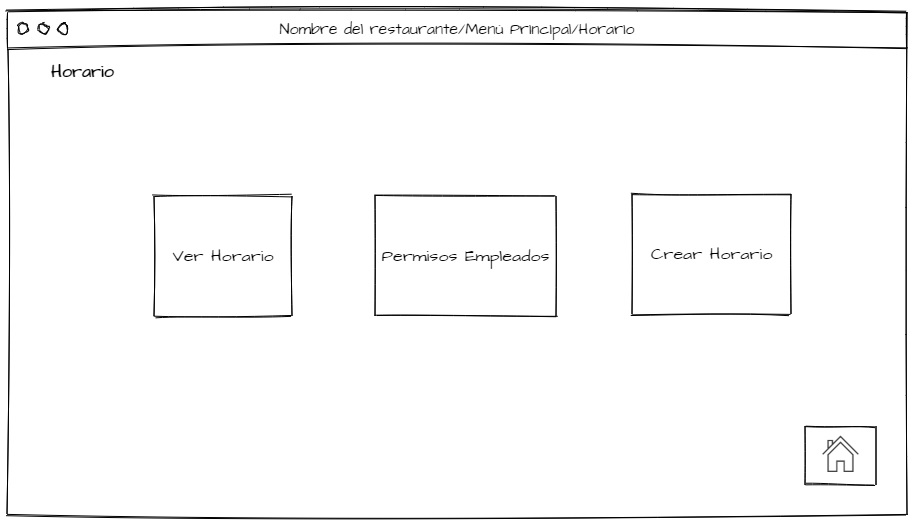 Nombre del restaurante/Menú Principal/Horario
Horario
Ver Horario
Permisos Empleados
Crear Horario